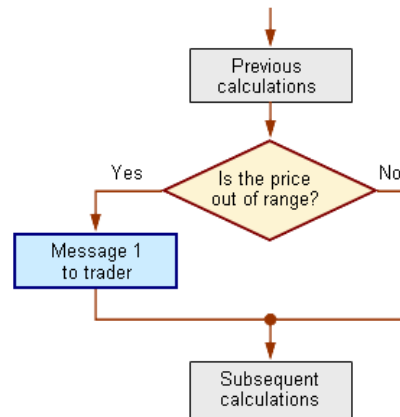 Previous
calculations
Yes
Is the price
out of range?
No
Message 1
to trader
Subsequent
calculations